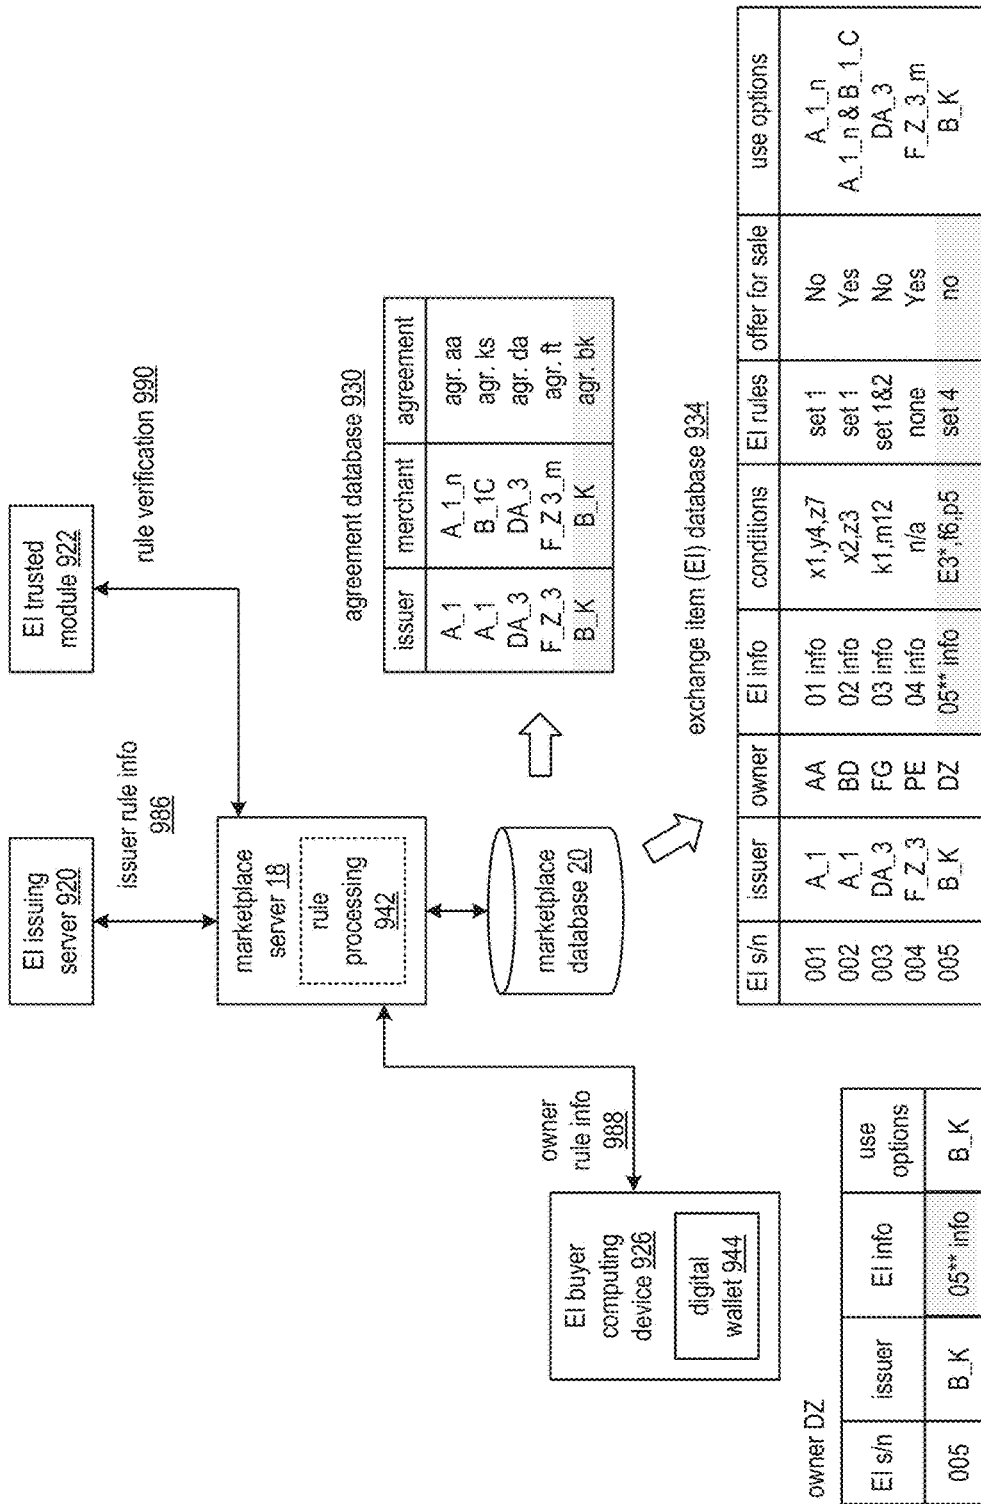 EI issuing
server 920
issuer rule info
986
EI trusted
module 922
rule verification 990
marketplace
server 18
rule
processing
942
marketplace
database 20
owner
rule info
988
EI buyer
computing
device 926
digital
wallet 944
agreement database 930
issuer merchant agreement
A_1 A_1_n agr. aa
A_1 B_1C agr. ks
DA_3 DA_3 agr. da
F_Z_3 F_Z_3_m agr. ft
B_K B_K agr. bk
exchange item (EI) database 934
EI s/n issuer owner EI info conditions EI rules offer for sale use options
001 A_1 AA 01 info x1,y4,z7 set 1 No A_1_n
002 A_1 BD 02 info x2,z3 set 1 Yes A_1_n & B_1_C
003 DA_3 FG 03 info k1,m12 set 1&2 No DA_3
004 F_Z_3 PE 04 info n/a none Yes F_Z_3_m
005 B_K DZ 05** info E3*,f6,p5 set 4 no B_K
owner DZ
EI s/n issuer EI info use
options
005 B_K 05** info B_K